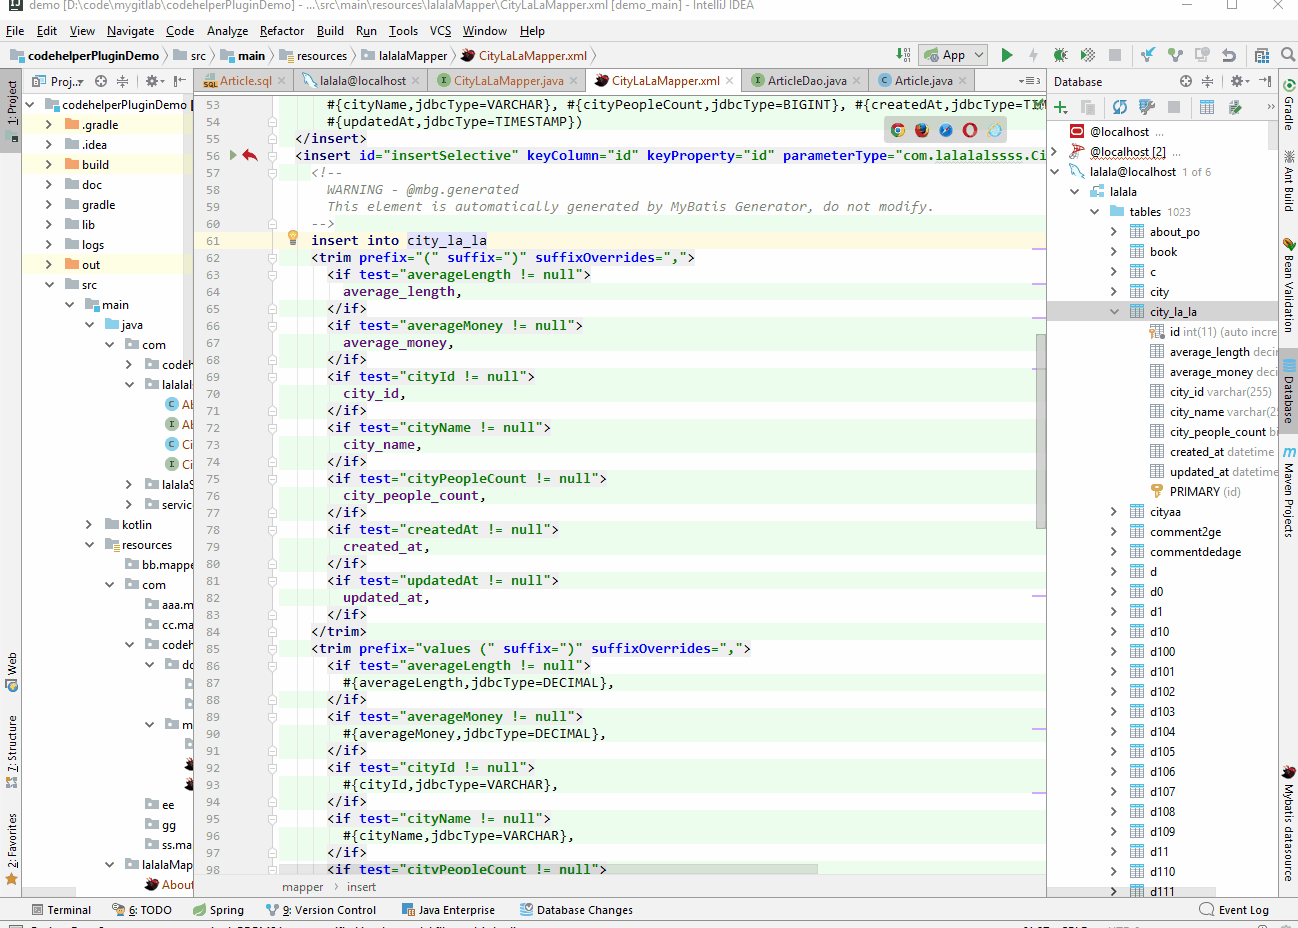 demo [D:\code\mygitlab\codehelperPluginDemo] - ...\src\main\resources\lalalaMapper\CityLaLaMapper.xml [demo_main] - IntelliJ IDEA
File Edit View Navigate Code Analyze Refactor Build Run Tools VCS Window Help
codehelperPluginDemo src main resources lalalaMapper CityLaLaMapper.xml App
Proj.. Article.sql lalala@localhost CityLaLaMapper.java CityLaLaMapper.xml ArticleDao.java Article.java Database
1: Project
codehelperPluginDemo
.gradle
.idea
build
doc
gradle
lib
logs
out
src
main
java
com
codeh
lalalal
Ab
Ab
Ci
Ci
lalalaS
service
kotlin
resources
bb.mappe
com
aaa.m
cc.ma
codeh
do
m
ee
gg
ss.ma
lalalaMap
About
Web
7: Structure
2: Favorites
53 #{cityName,jdbcType=VARCHAR}, #{cityPeopleCount,jdbcType=BIGINT}, #{createdAt,jdbcType=TIM
54 #{updatedAt,jdbcType=TIMESTAMP})
55 </insert>
56 <insert id="insertSelective" keyColumn="id" keyProperty="id" parameterType="com.lalalalssss.Ci
57 <!--
58 WARNING - @mbg.generated
59 This element is automatically generated by MyBatis Generator, do not modify.
60 -->
61 insert into city_la_la
62 <trim prefix="(" suffix=")" suffixOverrides=",">
63 <if test="averageLength != null">
64 average_length,
65 </if>
66 <if test="averageMoney != null">
67 average_money,
68 </if>
69 <if test="cityId != null">
70 city_id,
71 </if>
72 <if test="cityName != null">
73 city_name,
74 </if>
75 <if test="cityPeopleCount != null">
76 city_people_count,
77 </if>
78 <if test="createdAt != null">
79 created_at,
80 </if>
81 <if test="updatedAt != null">
82 updated_at,
83 </if>
84 </trim>
85 <trim prefix="values (" suffix=")" suffixOverrides=",">
86 <if test="averageLength != null">
87 #{averageLength,jdbcType=DECIMAL},
88 </if>
89 <if test="averageMoney != null">
90 #{averageMoney,jdbcType=DECIMAL},
91 </if>
92 <if test="cityId != null">
93 #{cityId,jdbcType=VARCHAR},
94 </if>
95 <if test="cityName != null">
96 #{cityName,jdbcType=VARCHAR},
97 </if>
98 <if test="cityPeopleCount != null">
mapper insert
@localhost ...
@localhost [2] ...
lalala@localhost 1 of 6
lalala
tables 1023
about_po
book
c
city
city_la_la
id int(11) (auto incre
average_length deci
average_money deci
city_id varchar(255)
city_name varchar(25
city_people_count bi
created_at datetime
updated_at datetime
PRIMARY (id)
cityaa
comment2ge
commentdedage
d
d0
d1
d10
d100
d101
d102
d103
d104
d105
d106
d107
d108
d109
d11
d110
d111
Gradle
Ant Build
Bean Validation
Database
Maven Projects
Mybatis datasource
Terminal 6: TODO Spring 9: Version Control Java Enterprise Database Changes Event Log